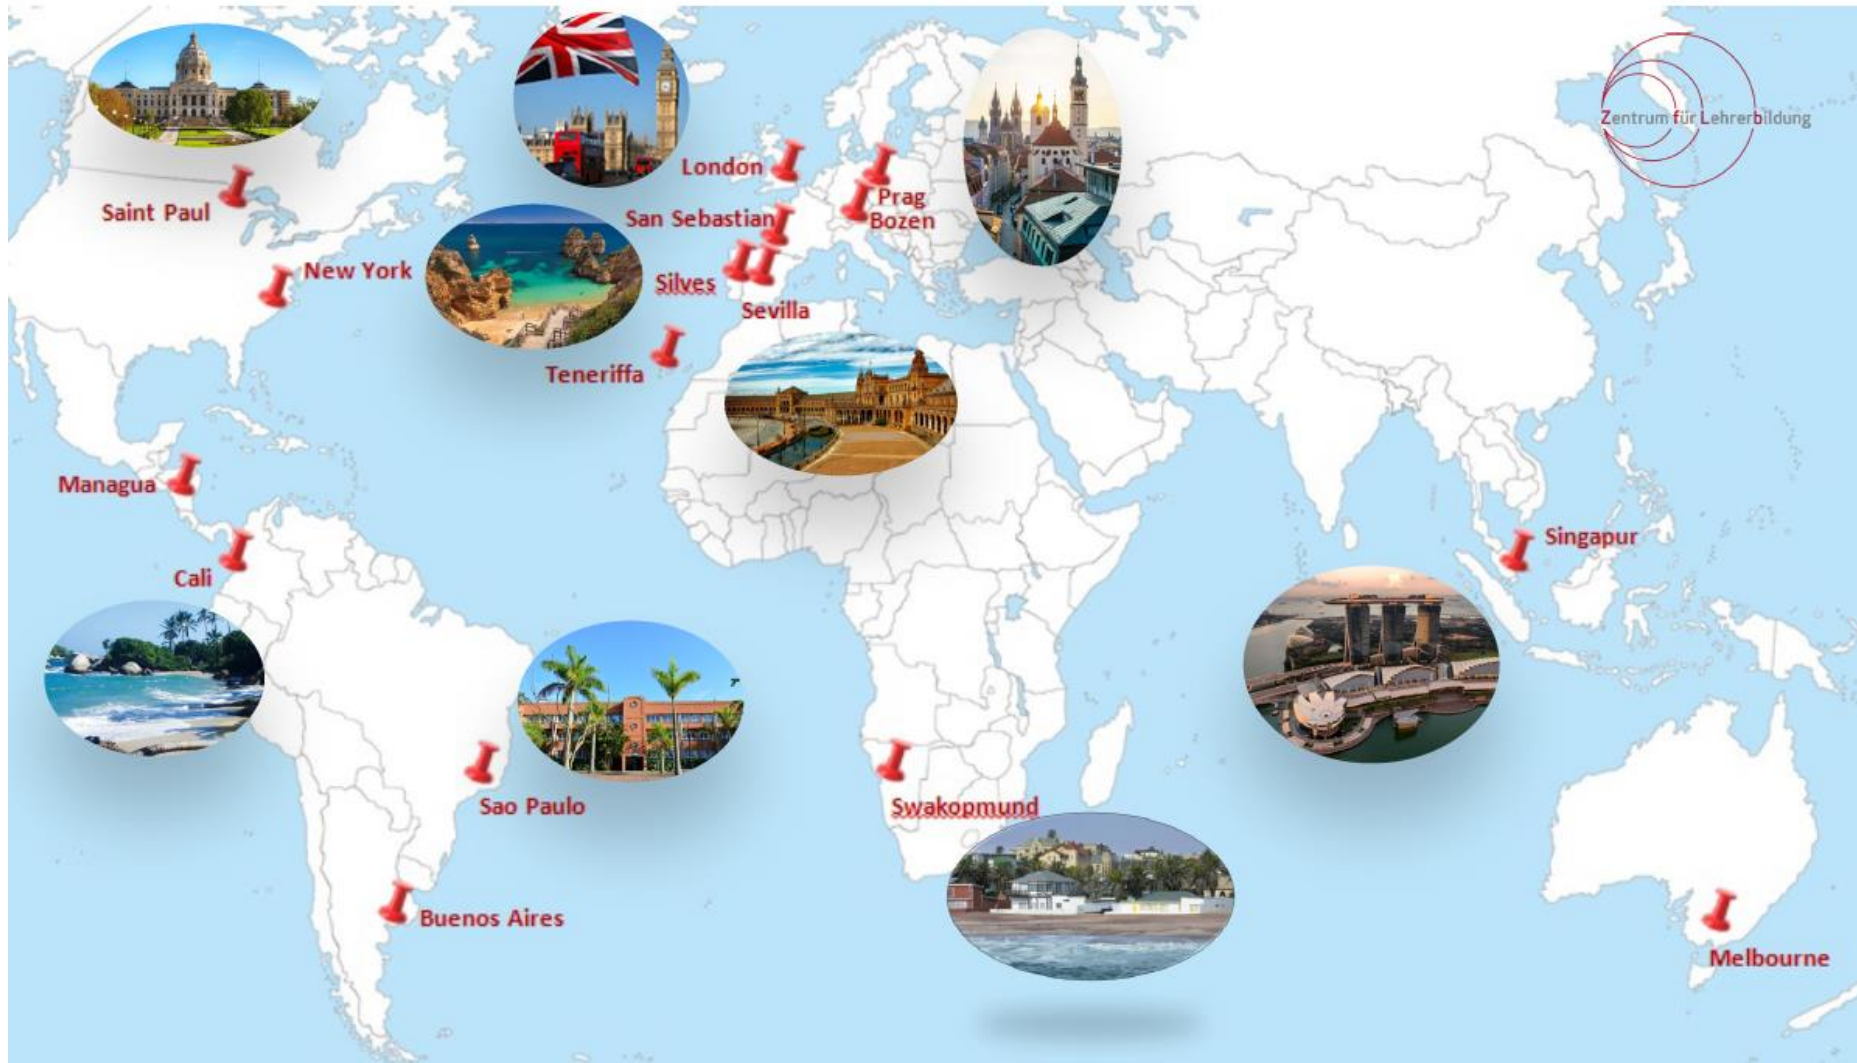 Zentrum für Lehrerbildung
London
Prag
Saint Paul
San Sebastian
Bozen
New York
Silves
Sevilla
Teneriffa
Managua
Singapur
Cali
Sao Paulo
Swakopmund
Buenos Aires
Melbourne